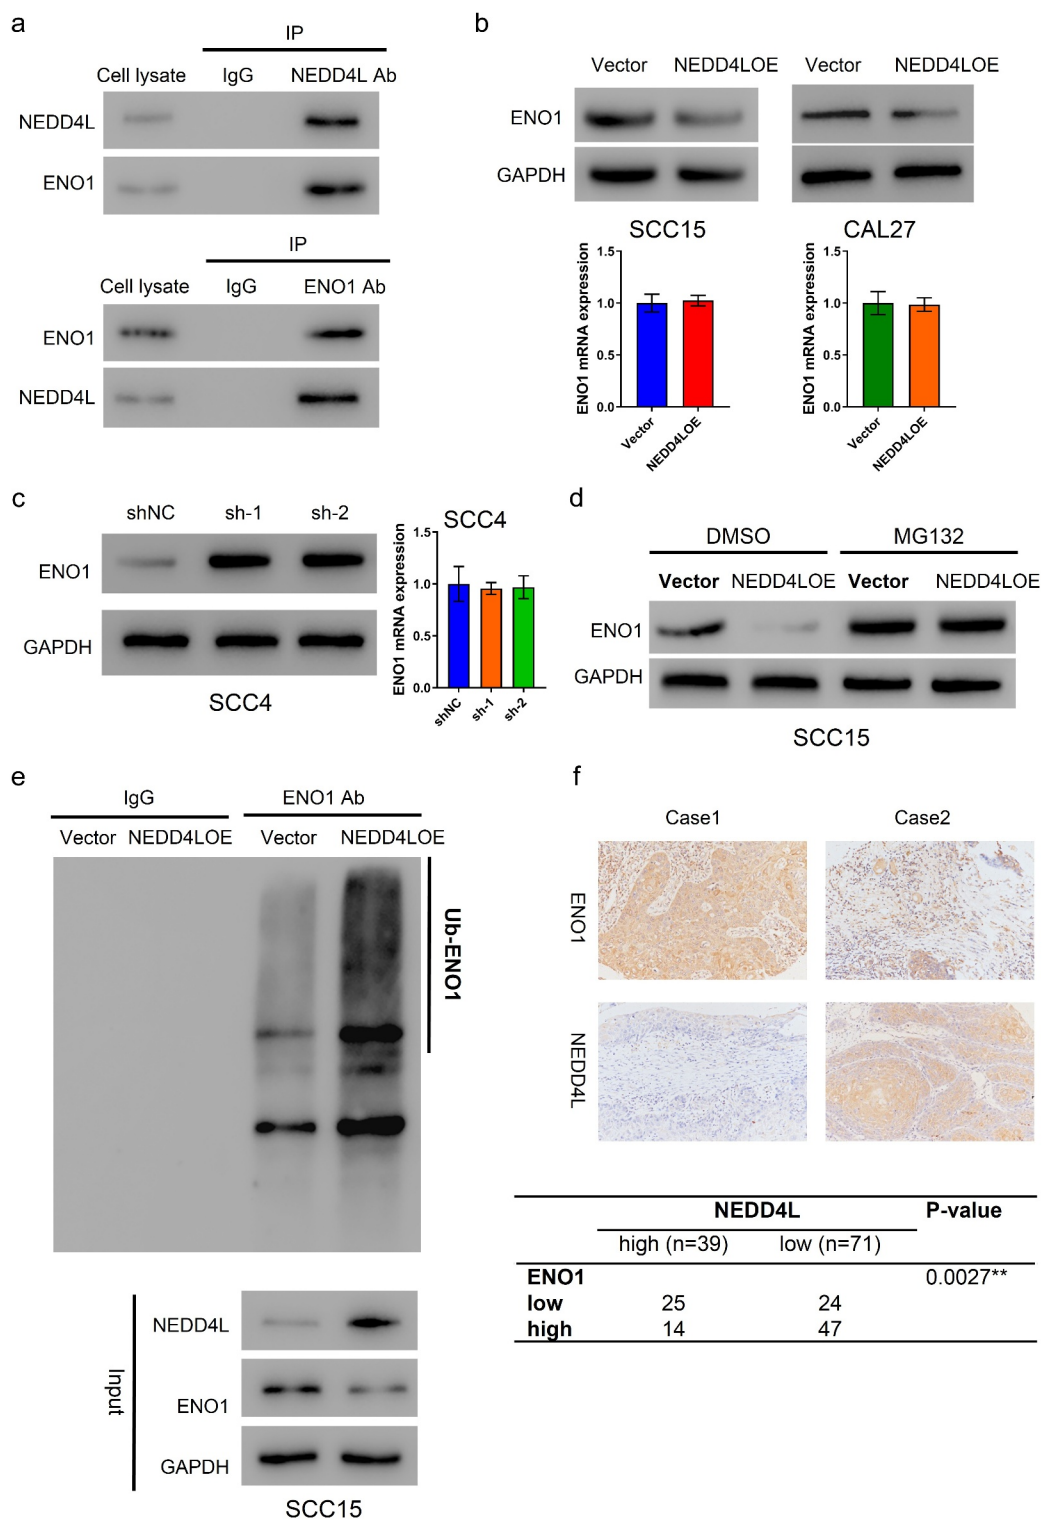 a
IP
Cell lysate IgG NEDD4L Ab
NEDD4L
ENO1
IP
Cell lysate IgG ENO1 Ab
ENO1
NEDD4L
b
Vector NEDD4LOE Vector NEDD4LOE
ENO1
GAPDH
SCC15 CAL27
ENO1 mRNA expression
1.5
1.0
0.5
0.0
Vector
NEDD4LOE
ENO1 mRNA expression
1.5
1.0
0.5
0.0
Vector
NEDD4LOE
c
shNC sh-1 sh-2
ENO1
GAPDH
SCC4
SCC4
ENO1 mRNA expression
1.5
1.0
0.5
0.0
shNC
sh-1
sh-2
d
DMSO MG132
Vector NEDD4LOE Vector NEDD4LOE
ENO1
GAPDH
SCC15
e
IgG ENO1 Ab
Vector NEDD4LOE Vector NEDD4LOE
Ub-ENO1
Input
NEDD4L
ENO1
GAPDH
SCC15
f
Case1 Case2
ENO1
NEDD4L
NEDD4L P-value
high (n=39) low (n=71)
ENO1 0.0027**
low 25 24
high 14 47